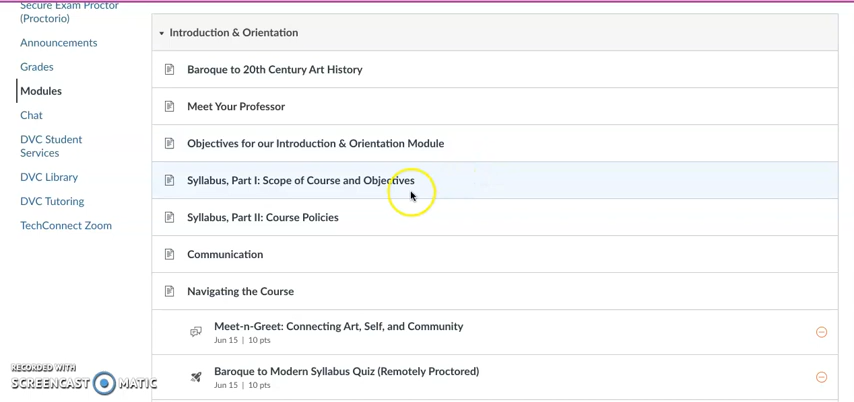 Secure Exam Proctor
(Proctorio)
Announcements
Grades
Modules
Chat
DVC Student
Services
DVC Library
DVC Tutoring
TechConnect Zoom
Introduction & Orientation
Baroque to 20th Century Art History
Meet Your Professor
Objectives for our Introduction & Orientation Module
Syllabus, Part I: Scope of Course and Objectives
Syllabus, Part II: Course Policies
Communication
Navigating the Course
Meet-n-Greet: Connecting Art, Self, and Community
Jun 15 | 10 pts
Baroque to Modern Syllabus Quiz (Remotely Proctored)
Jun 15 | 10 pts
RECORDED WITH
SCREENCAST MATIC